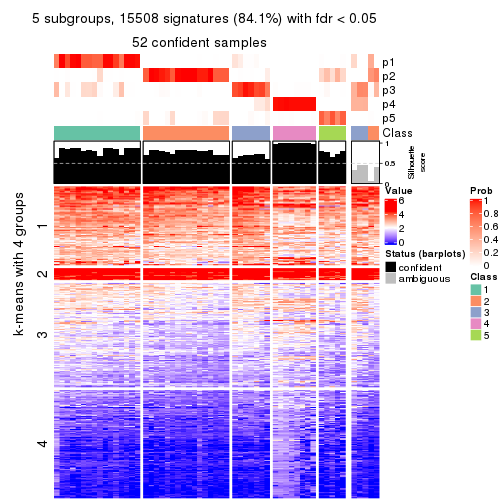 5 subgroups, 15508 signatures (84.1%) with fdr < 0.05
52 confident samples
p1
p2
p3
p4
p5
Class
1
0.5
0
Silhouette
score
k-means with 4 groups
1
2
3
4
Value
6
4
2
0
Status (barplots)
confident
ambiguous
Prob
1
0.8
0.6
0.4
0.2
0
Class
1
2
3
4
5